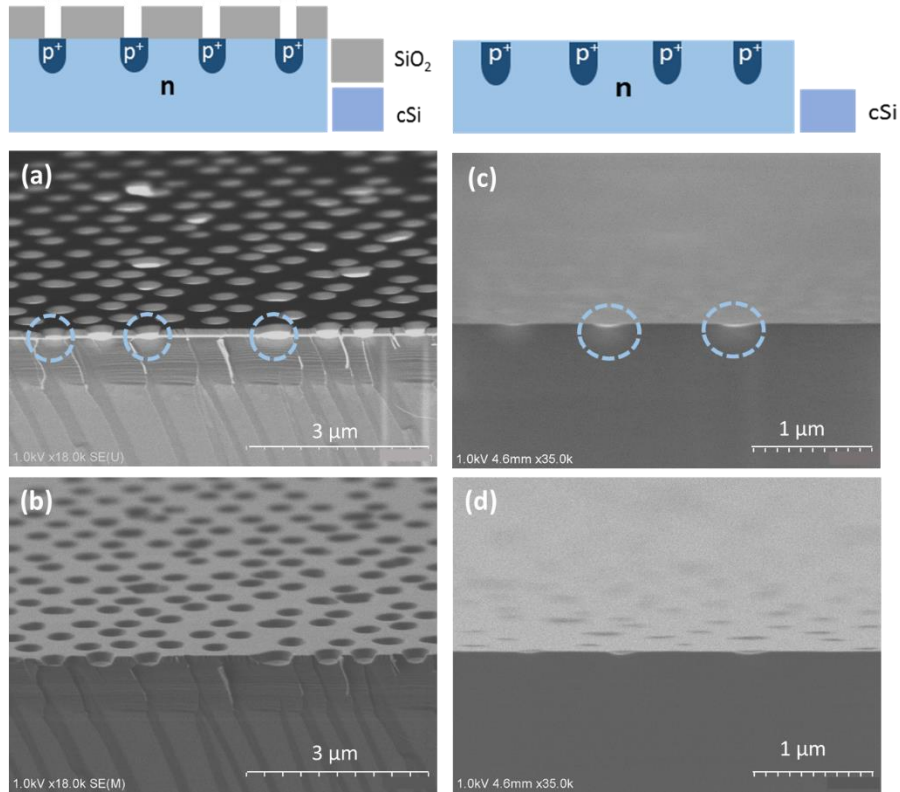 p+ p+ p+ p+
n
SiO2
cSi
p+ p+ p+ p+
n
cSi
(a)
3 μm
1.0kV x18.0k SE(U)
(c)
1 μm
1.0kV 4.6mm x35.0k
(b)
3 μm
1.0kV x18.0k SE(M)
(d)
1 μm
1.0kV 4.6mm x35.0k